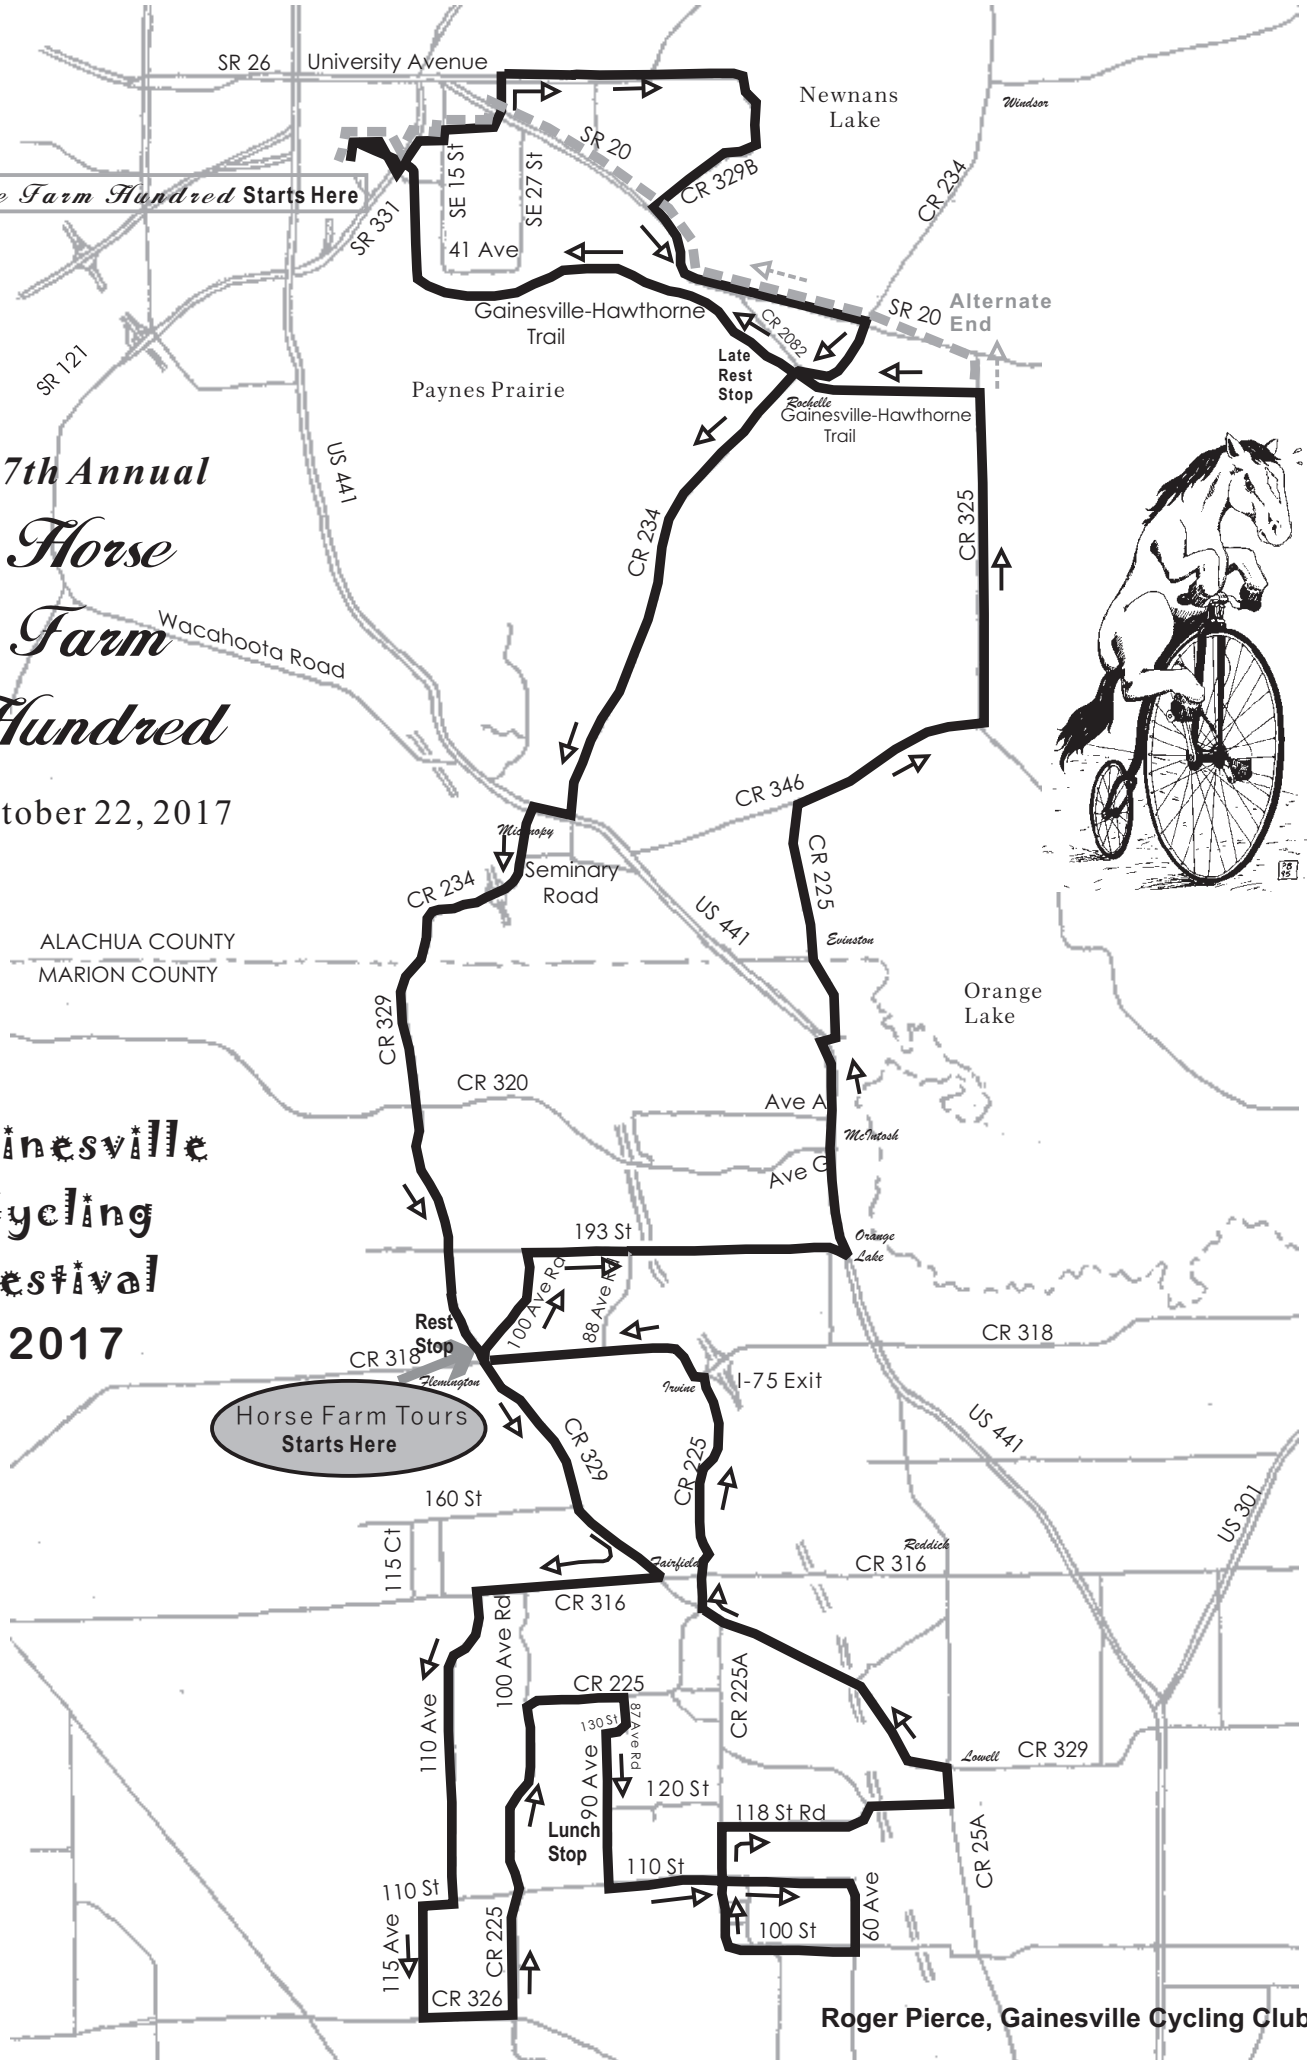 SR 26
University Avenue
Newnans
Lake
Windsor
SR 20
CR 329B
CR 234
SE 15 St
SE 27 St
e Farm Hundred Starts Here
SR 331
41 Ave
Gainesville-Hawthorne
Trail
CR 2082
SR 20
Alternate
End
SR 121
Late
Rest
Stop
Paynes Prairie
Rochelle
Gainesville-Hawthorne
Trail
7th Annual
Horse
Farm
Hundred
tober 22, 2017
US 441
CR 234
CR 325
Wacahoota Road
CR 346
Micanopy
Seminary
Road
CR 234
CR 225
US 441
Evinston
ALACHUA COUNTY
MARION COUNTY
Orange
Lake
CR 329
CR 320
Ave A
McIntosh
Ave G
inesville
ycling
estival
2017
193 St
Orange
Lake
100 Ave Rd
88 Ave R
Rest
Stop
CR 318
CR 318
Flemington
Irvine
I-75 Exit
Horse Farm Tours
Starts Here
CR 329
CR 225
US 441
US 301
160 St
115 Ct
Fairfield
Reddick
CR 316
CR 316
100 Ave Rd
CR 225
CR 225A
110 Ave
130 St
87 Ave Rd
90 Ave
120 St
Lowell
CR 329
118 St Rd
Lunch
Stop
110 St
CR 25A
110 St
115 Ave
CR 225
60 Ave
100 St
CR 326
Roger Pierce, Gainesville Cycling Club